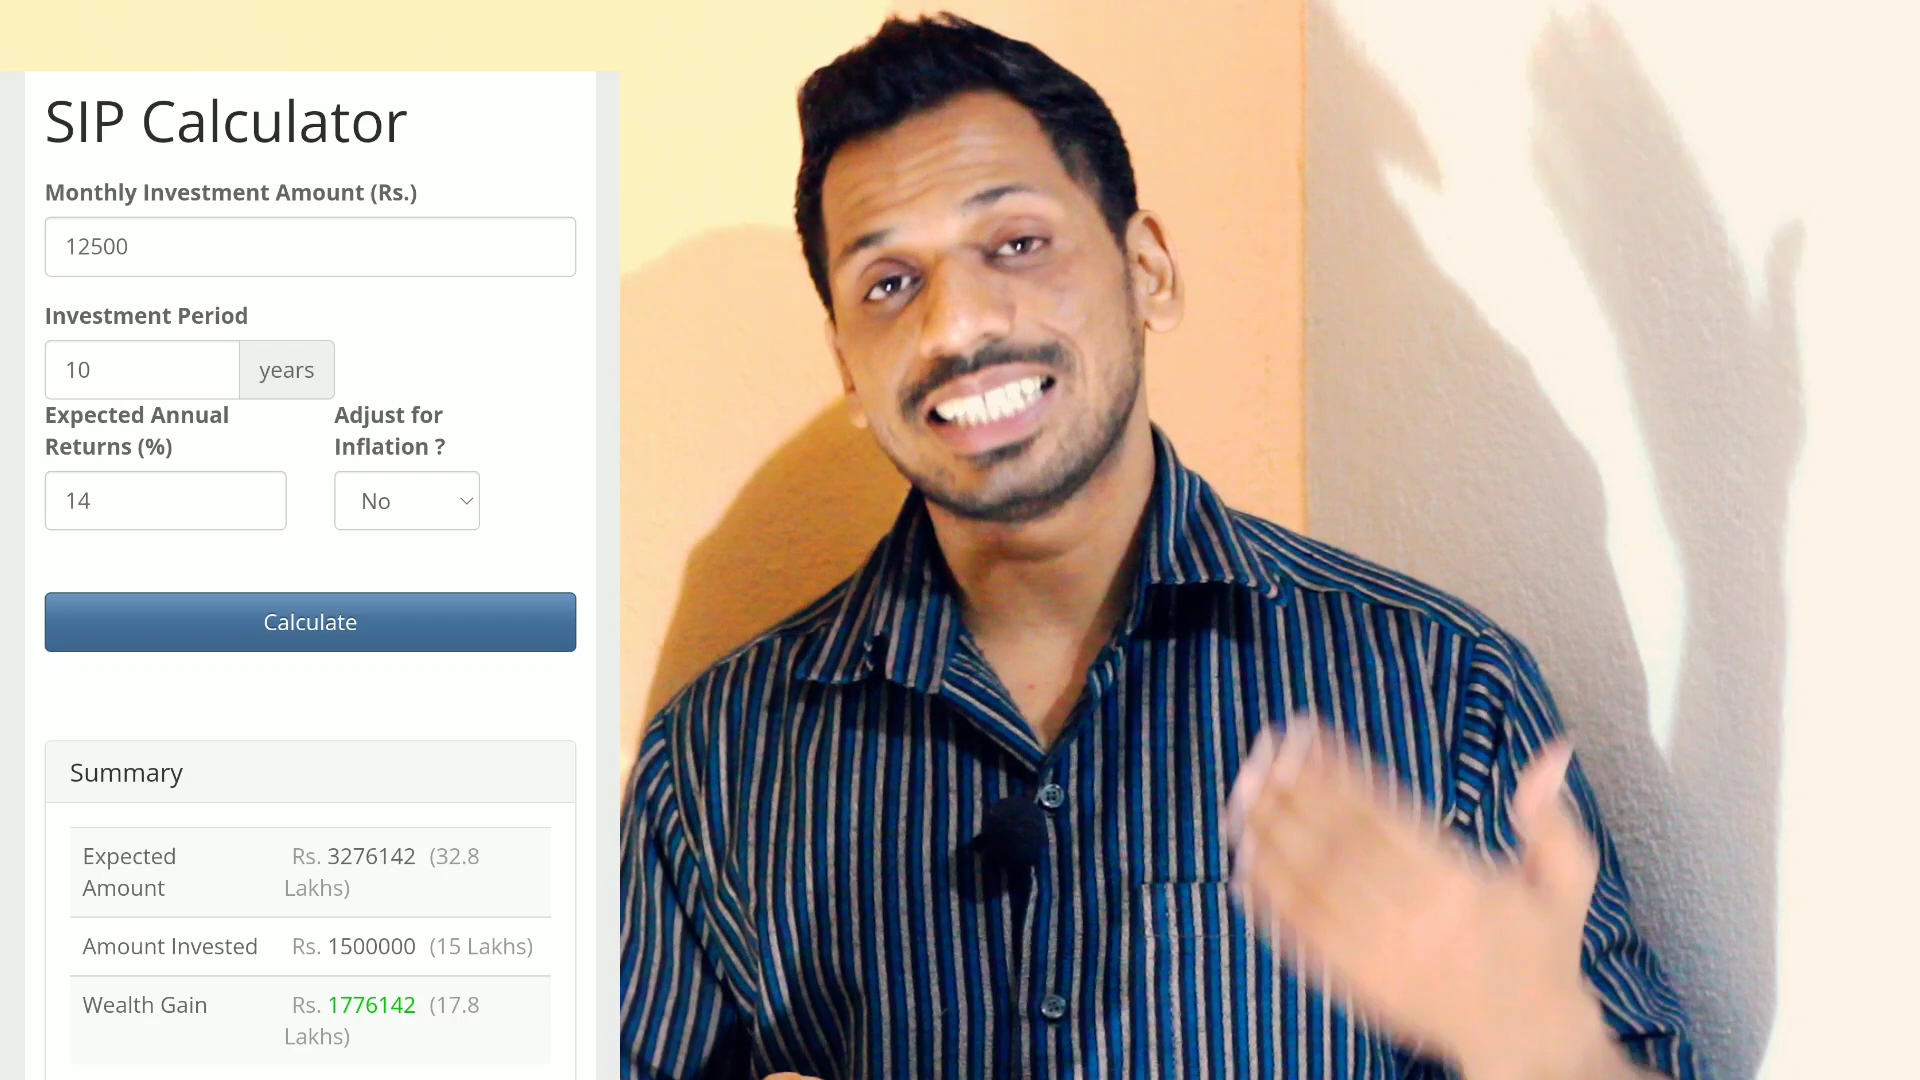 SIP Calculator
Monthly Investment Amount (Rs.)
12500
Investment Period
10 years
Expected Annual
Returns (%)
Adjust for
Inflation ?
14
No
Calculate
Summary
Expected
Amount
Rs. 3276142 (32.8
Lakhs)
Amount Invested
Rs. 1500000 (15 Lakhs)
Wealth Gain
Rs. 1776142 (17.8
Lakhs)